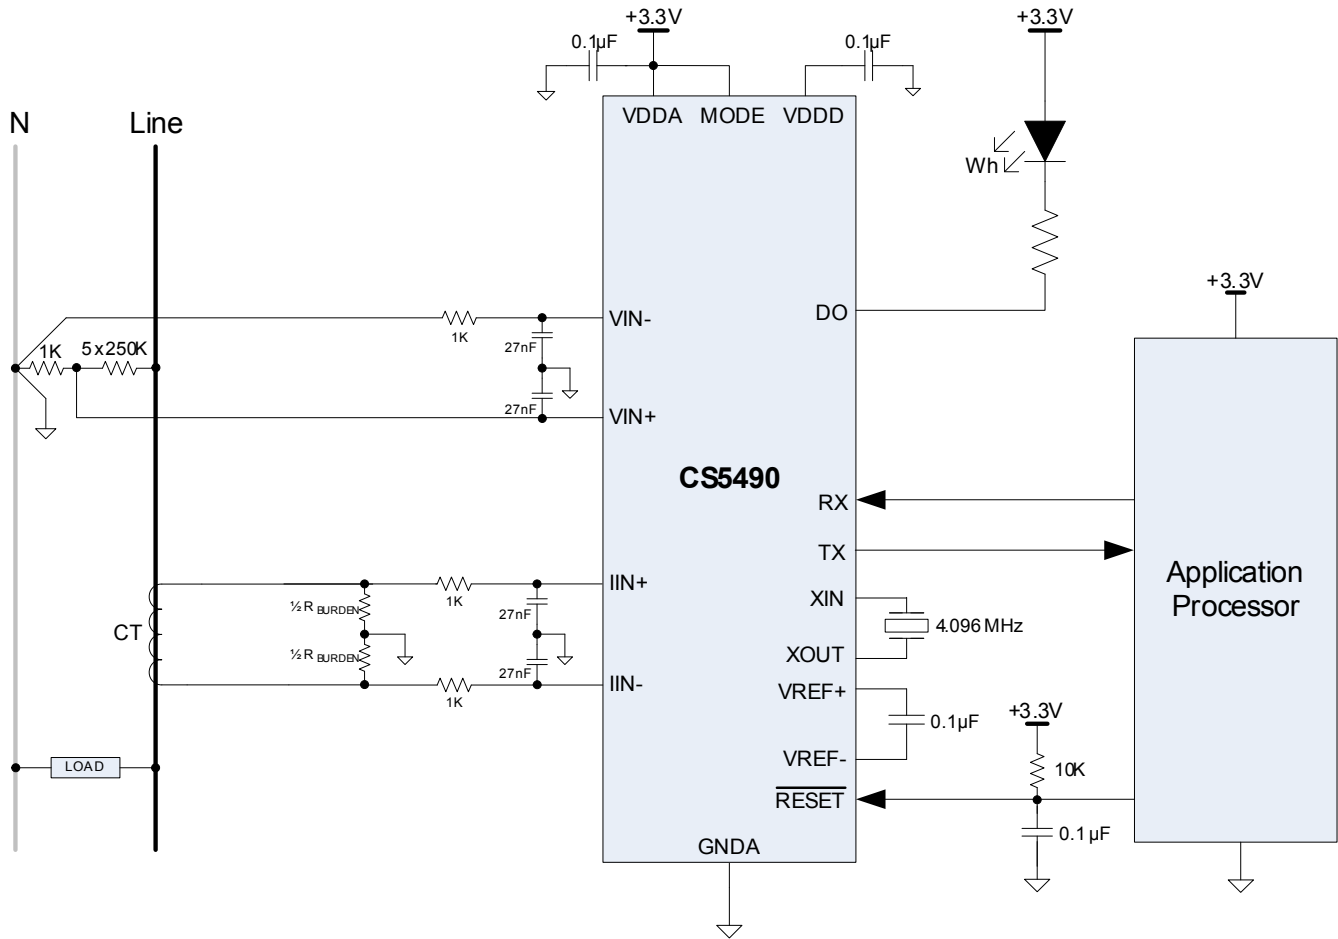 +3.3V
+3.3V
0.1µF
0.1µF
VDDA MODE VDDD
N
Line
Wh
+3.3V
DO
VIN-
1K
1K
5x250K
27nF
27nF
VIN+
CS5490
RX
TX
Application
Processor
IIN+
1K
½R BURDEN
27nF
XIN
4.096 MHz
CT
½R BURDEN
27nF
XOUT
IIN-
1K
VREF+
+3.3V
0.1µF
VREF-
LOAD
10K
RESET
0.1µF
GNDA